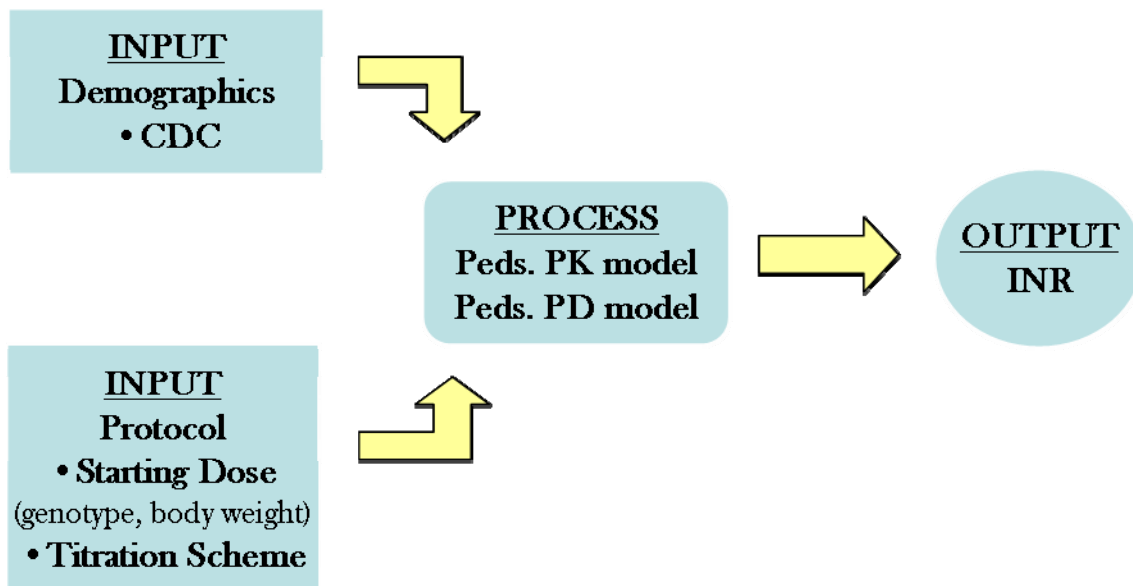 INPUT
Demographics
• CDC
PROCESS
Peds. PK model
Peds. PD model
OUTPUT
INR
INPUT
Protocol
• Starting Dose
(genotype, body weight)
• Titration Scheme